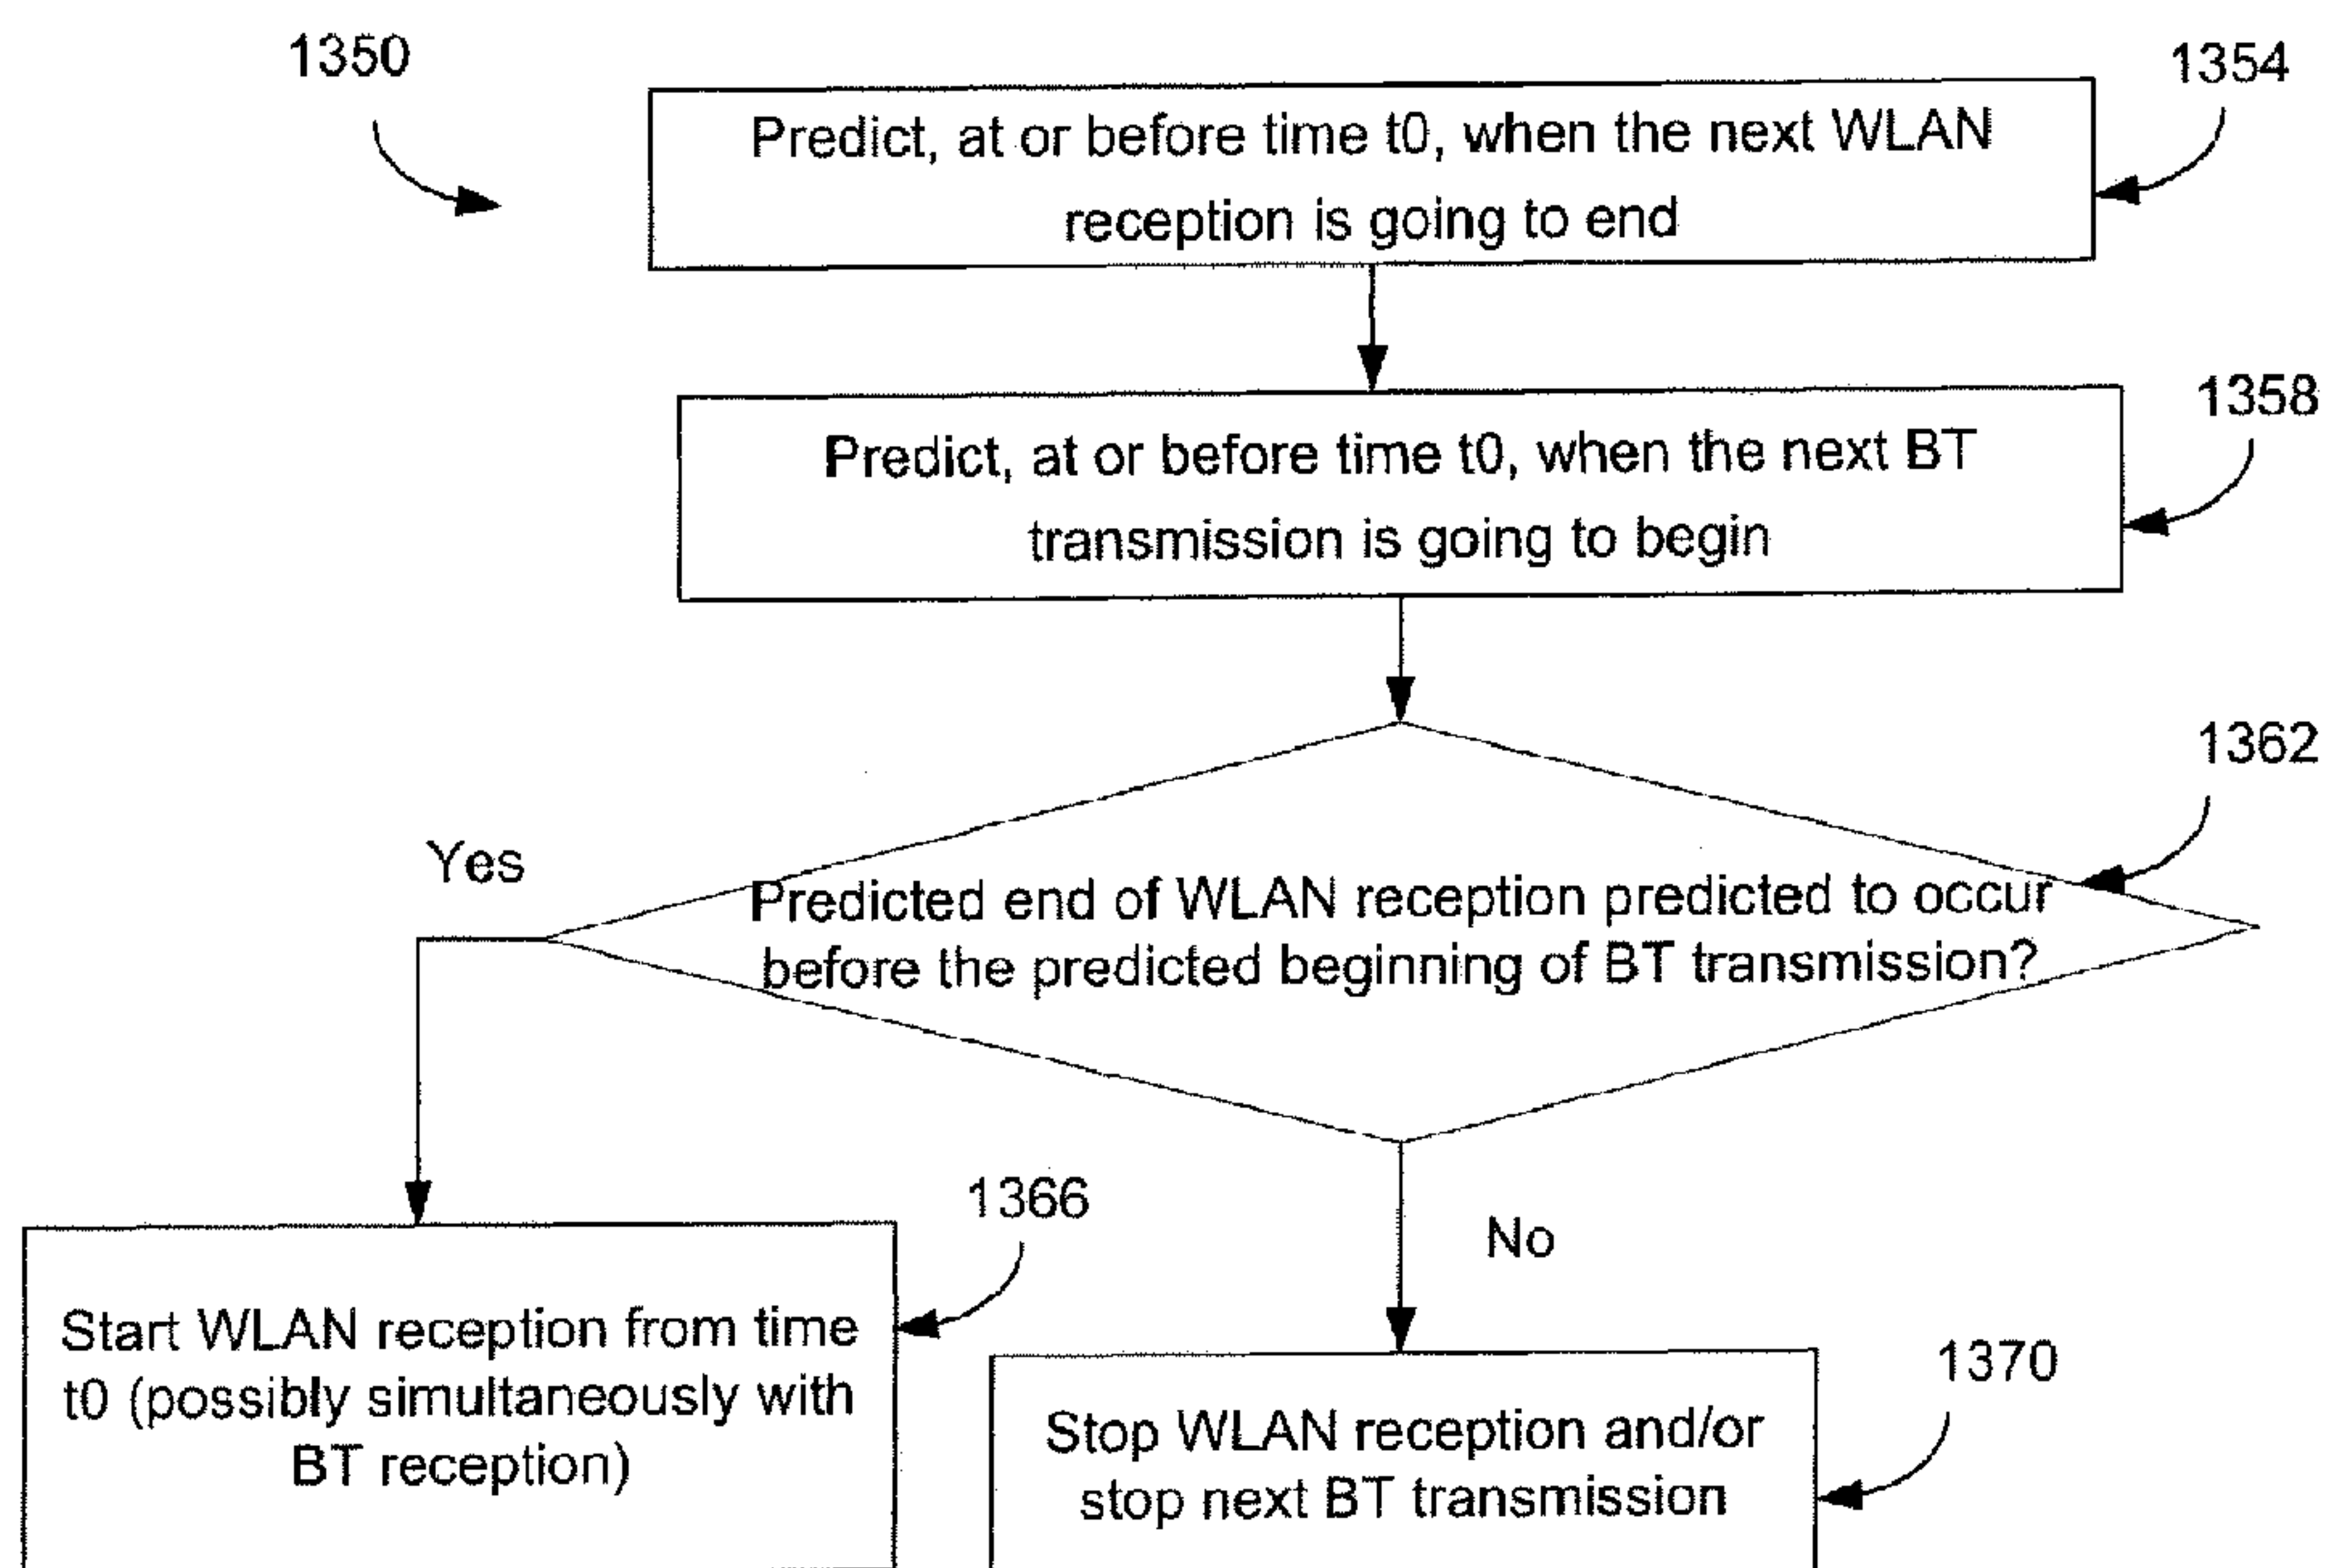 1350
1354
Predict, at or before time t0, when the next WLAN
reception is going to end
1358
Predict, at or before time t0, when the next BT
transmission is going to begin
1362
Yes
Predicted end of WLAN reception predicted to occur
before the predicted beginning of BT transmission?
1366
No
Start WLAN reception from time
t0 (possibly simultaneously with
BT reception)
1370
Stop WLAN reception and/or
stop next BT transmission